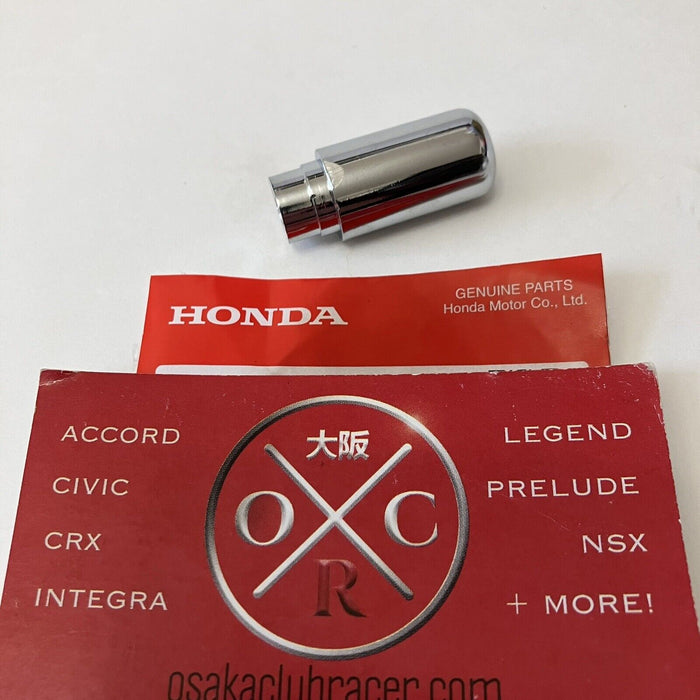 HONDA
GENUINE PARTS
Honda Motor Co., Ltd.
ACCORD
CIVIC
CRX
INTEGRA
大阪
O C
R
LEGEND
PRELUDE
NSX
+ MORE!
osakaclubracer.com